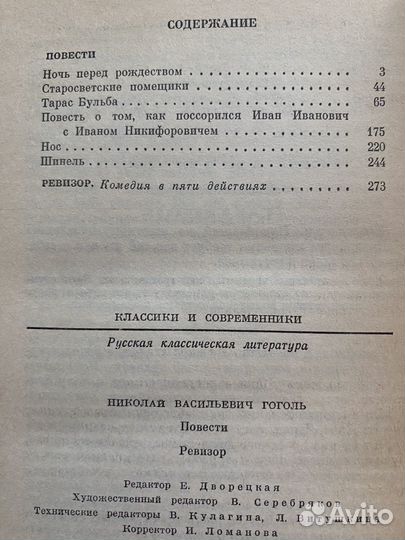 СОДЕРЖАНИЕ
ПОВЕСТИ
Ночь перед рождеством . . . . . . . . . . . . . . . 3
Старосветские помещики . . . . . . . . . . . . . . 44
Тарас Бульба . . . . . . . . . . . . . . . . . . . . 65
Повесть о том, как поссорился Иван Иванович
с Иваном Никифоровичем . . . . . . . . . . 175
Нос . . . . . . . . . . . . . . . . . . . . . . . . 220
Шинель . . . . . . . . . . . . . . . . . . . . . . 244
РЕВИЗОР. Комедия в пяти действиях . . . . . . . . 273
КЛАССИКИ И СОВРЕМЕННИКИ
Русская классическая литература
НИКОЛАЙ ВАСИЛЬЕВИЧ ГОГОЛЬ
Повести
Ревизор
Редактор Е. Дворецкая
Художественный редактор В. Серебряков
Технические редакторы В. Кулагина, Л. Витушкина
Корректор И. Ломанова
Avito